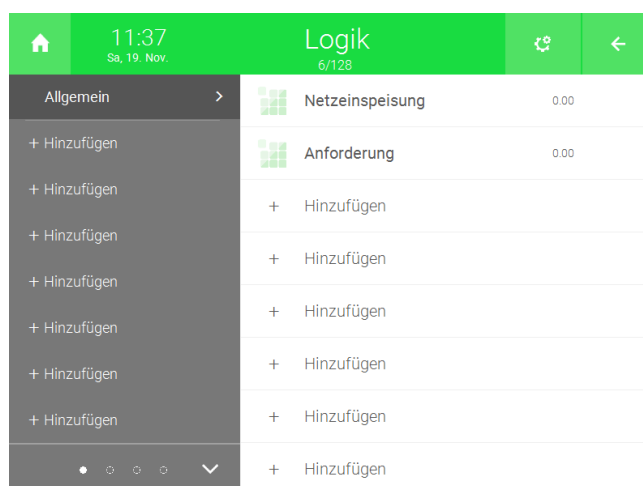 11:37
Sa, 19. Nov.
Logik
6/128
Allgemein
+ Hinzufügen
+ Hinzufügen
+ Hinzufügen
+ Hinzufügen
+ Hinzufügen
+ Hinzufügen
+ Hinzufügen
Netzeinspeisung 0.00
Anforderung 0.00
+ Hinzufügen
+ Hinzufügen
+ Hinzufügen
+ Hinzufügen
+ Hinzufügen
+ Hinzufügen